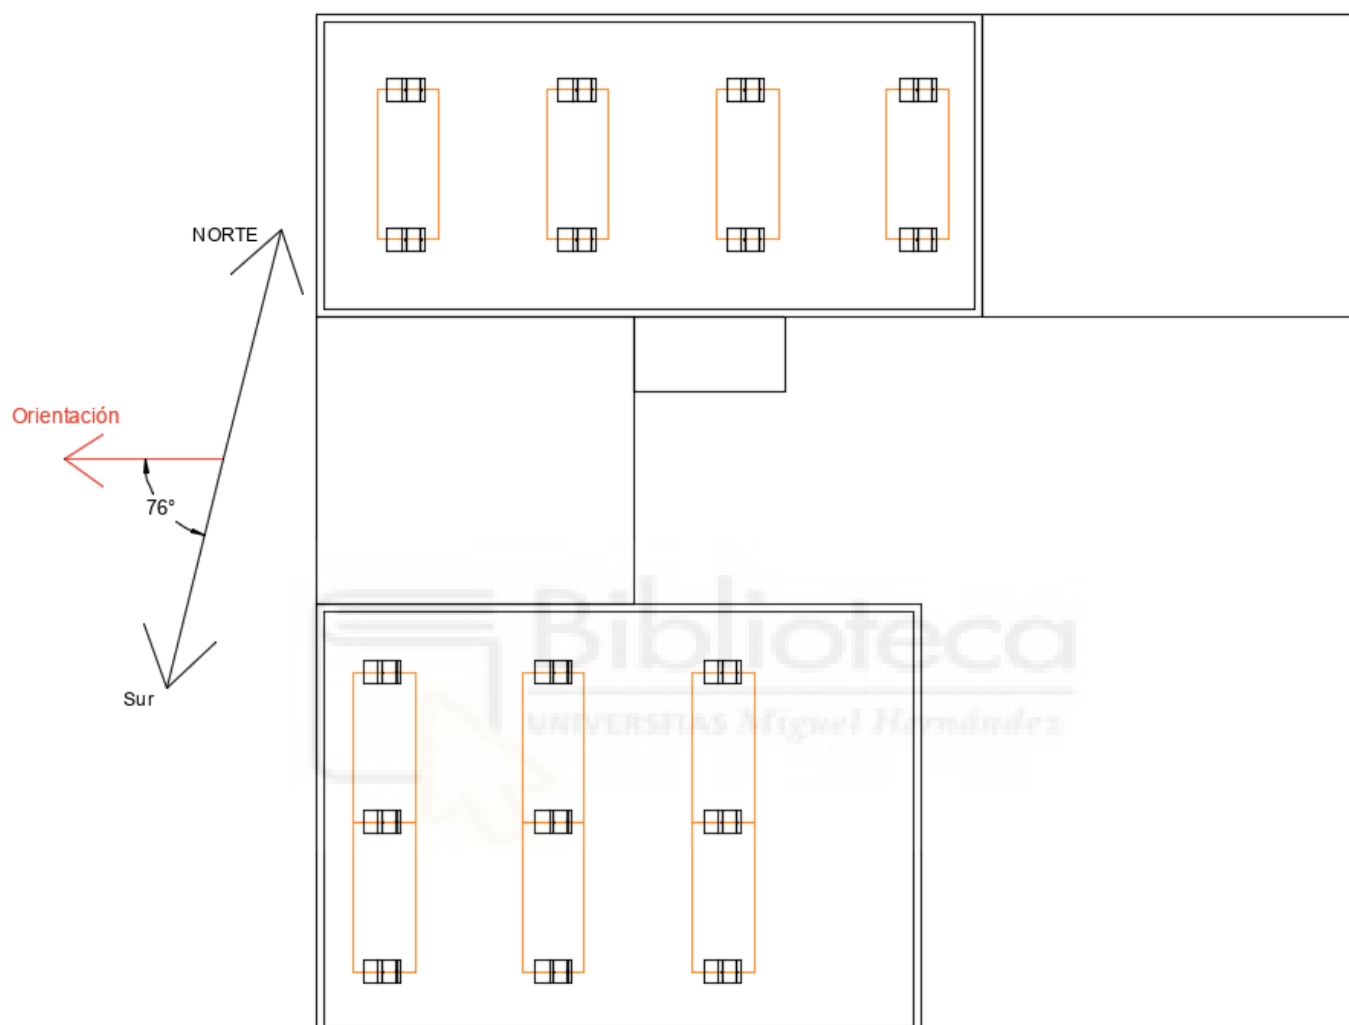 NORTE
Orientación
76°
Biblioteca
Sur
UNIVERSITAS Miguel Hernández